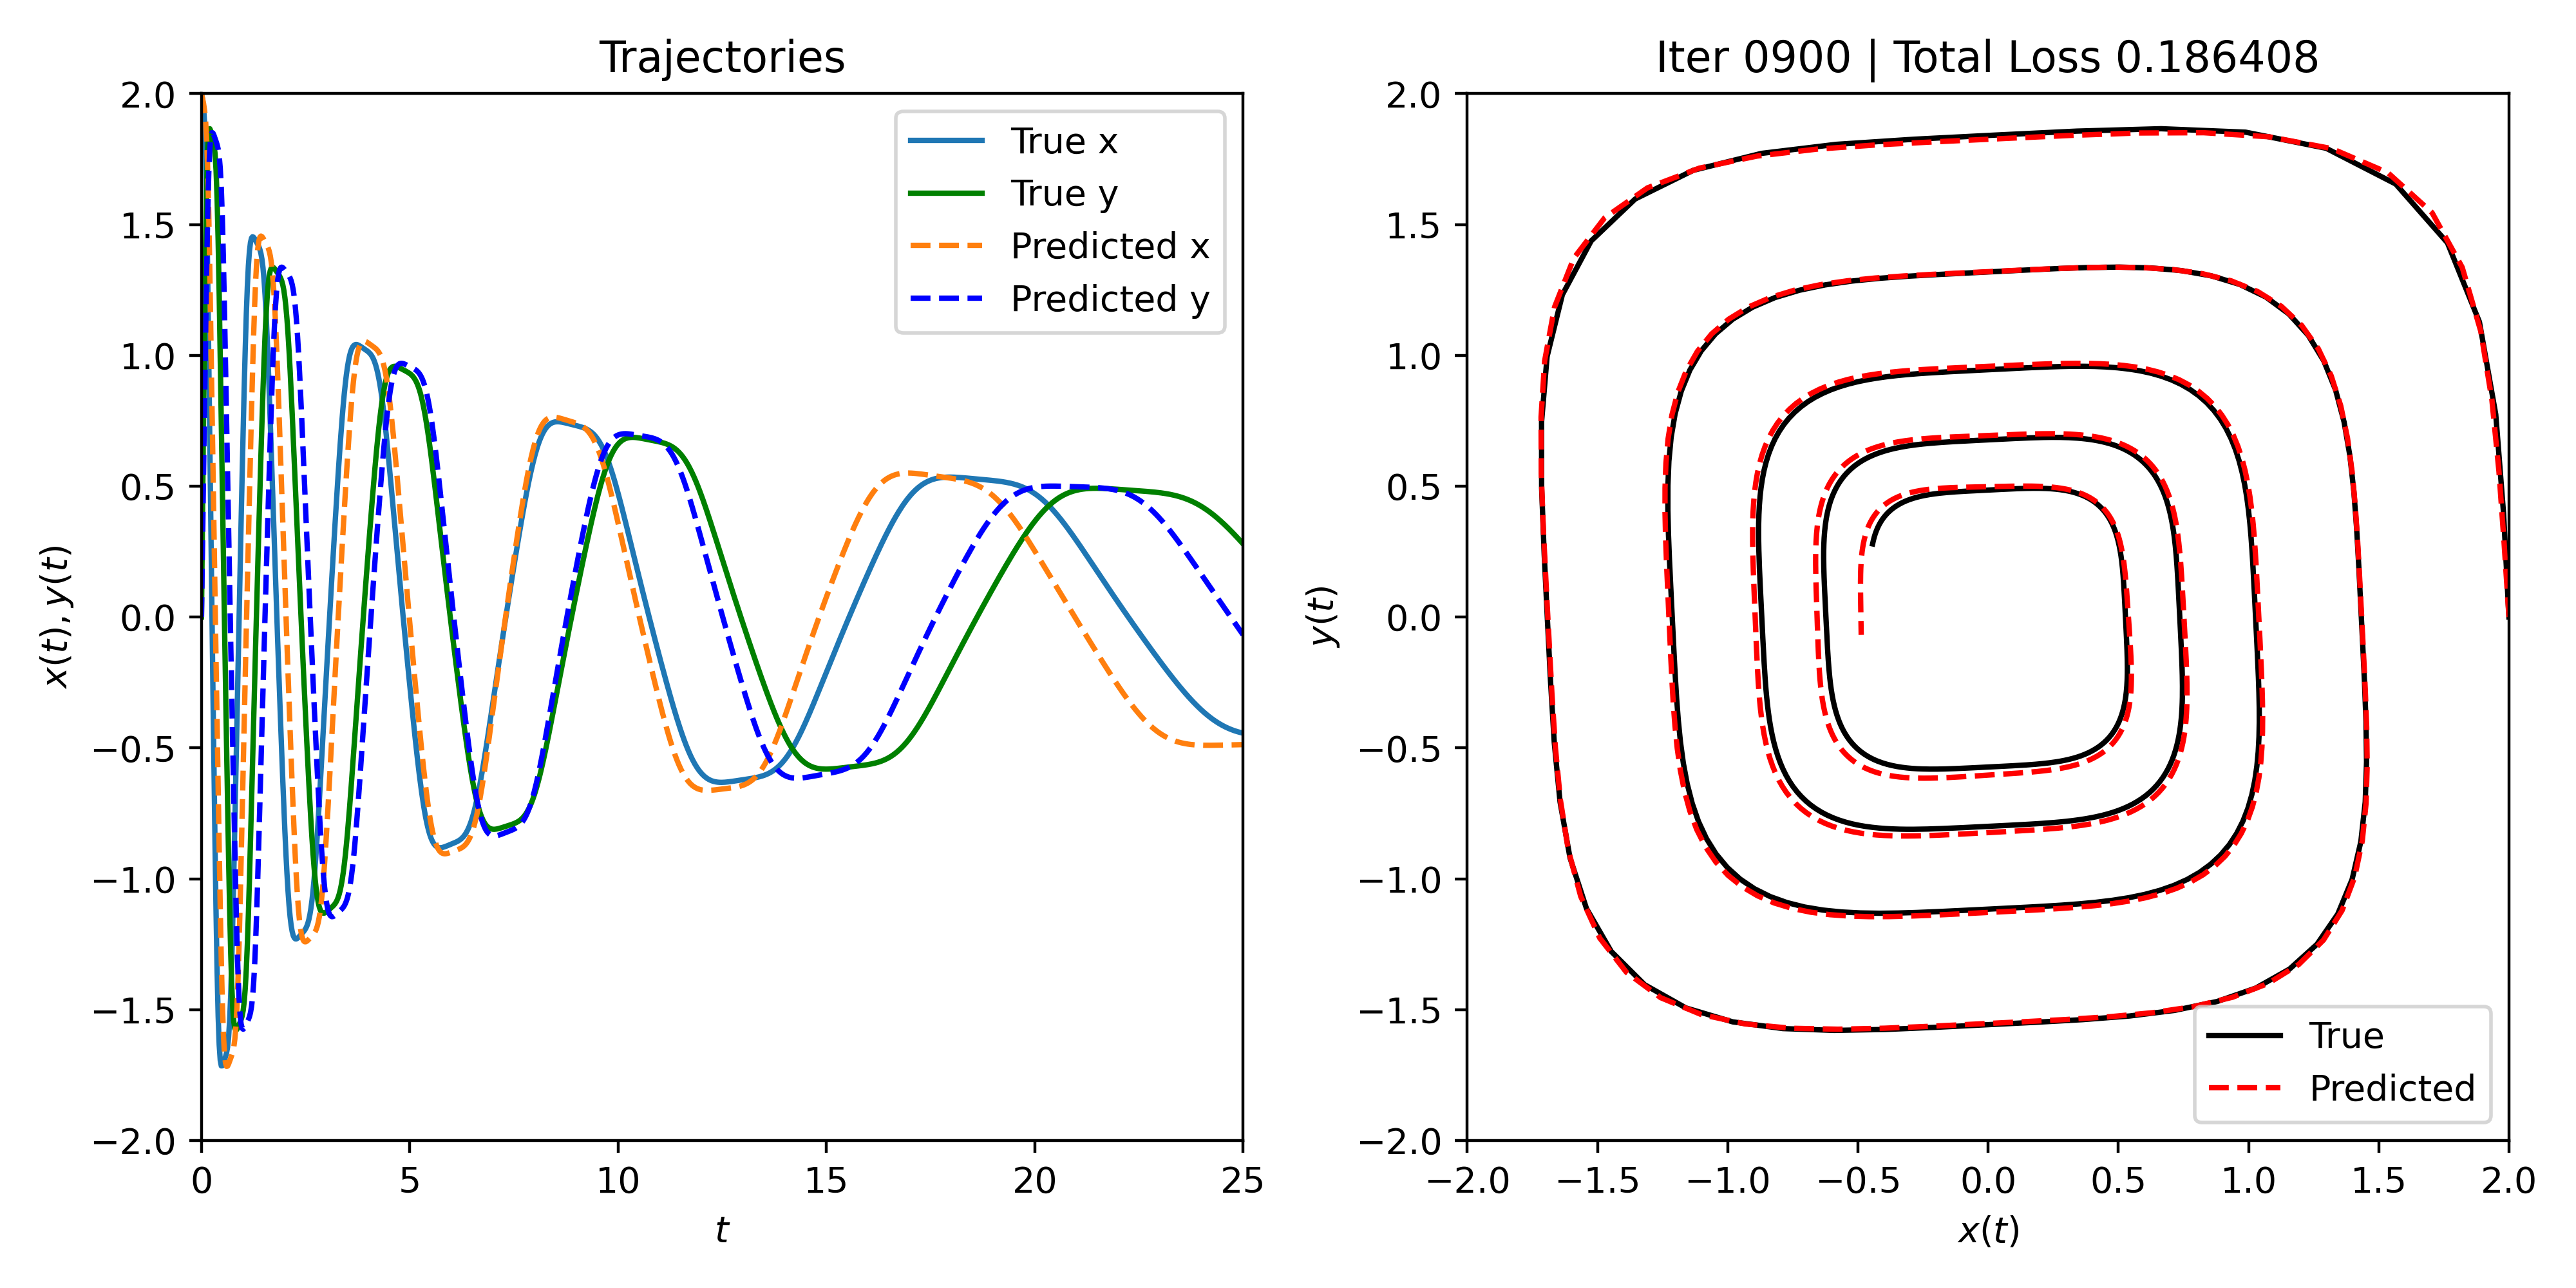 Trajectories
2.0
1.5
1.0
0.5
0.0
−0.5
−1.0
−1.5
−2.0
x(t), y(t)
0 5 10 15 20 25
t
True x
True y
Predicted x
Predicted y
Iter 0900 | Total Loss 0.186408
2.0
1.5
1.0
0.5
0.0
−0.5
−1.0
−1.5
−2.0
y(t)
−2.0 −1.5 −1.0 −0.5 0.0 0.5 1.0 1.5 2.0
x(t)
True
Predicted